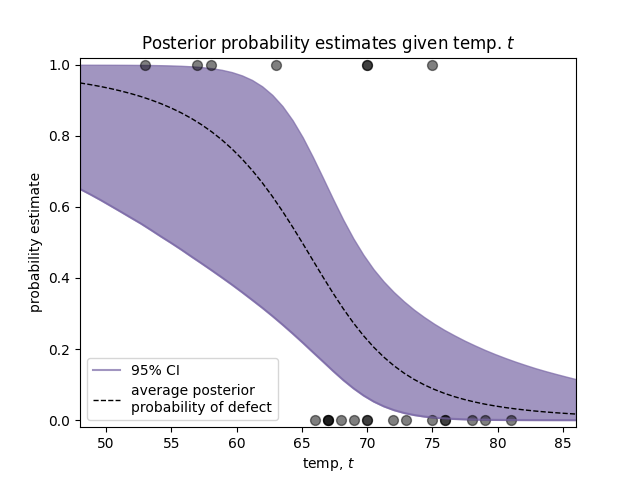 Posterior probability estimates given temp. t
1.0
0.8
0.6
0.4
0.2
0.0
probability estimate
95% CI
average posterior
probability of defect
50 55 60 65 70 75 80 85
temp, t